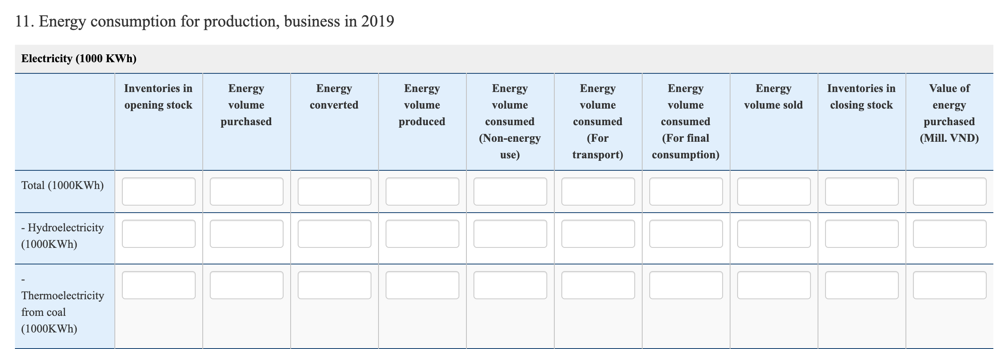 11. Energy consumption for production, business in 2019
Electricity (1000 KWh)
Inventories in
opening stock
Energy
volume
purchased
Energy
converted
Energy
volume
produced
Energy
volume
consumed
(Non-energy
use)
Energy
volume
consumed
(For
transport)
Energy
volume
consumed
(For final
consumption)
Energy
volume sold
Inventories in
closing stock
Value of
energy
purchased
(Mill. VND)
Total (1000KWh)
- Hydroelectricity
(1000KWh)
-
Thermoelectricity
from coal
(1000KWh)